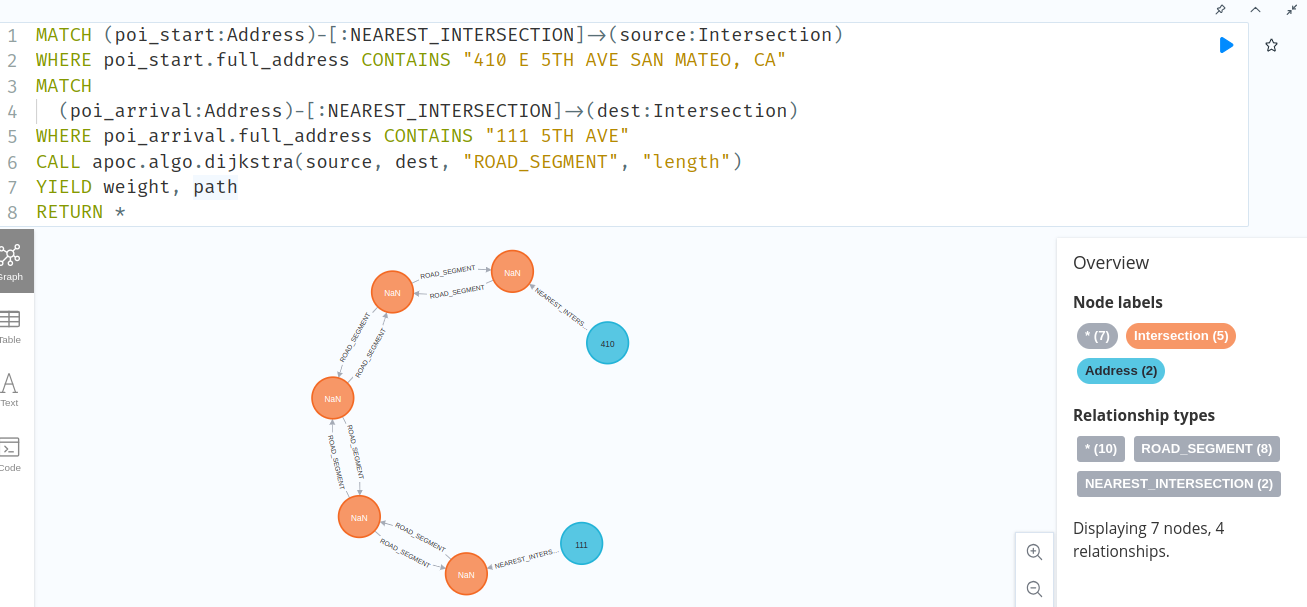 1 MATCH (poi_start:Address)-[:NEAREST_INTERSECTION]->(source:Intersection)
2 WHERE poi_start.full_address CONTAINS "410 E 5TH AVE SAN MATEO, CA"
3 MATCH
4 (poi_arrival:Address)-[:NEAREST_INTERSECTION]->(dest:Intersection)
5 WHERE poi_arrival.full_address CONTAINS "111 5TH AVE"
6 CALL apoc.algo.dijkstra(source, dest, "ROAD_SEGMENT", "length")
7 YIELD weight, path
8 RETURN *
Graph
Table
Text
Code
NaN
ROAD_SEGMENT
ROAD_SEGMENT
NaN
NEAREST_INTERS...
410
ROAD_SEGMENT
ROAD_SEGMENT
NaN
ROAD_SEGMENT
ROAD_SEGMENT
NaN
ROAD_SEGMENT
ROAD_SEGMENT
NaN
NEAREST_INTERS...
111
Overview
Node labels
* (7) Intersection (5)
Address (2)
Relationship types
* (10) ROAD_SEGMENT (8)
NEAREST_INTERSECTION (2)
Displaying 7 nodes, 4
relationships.